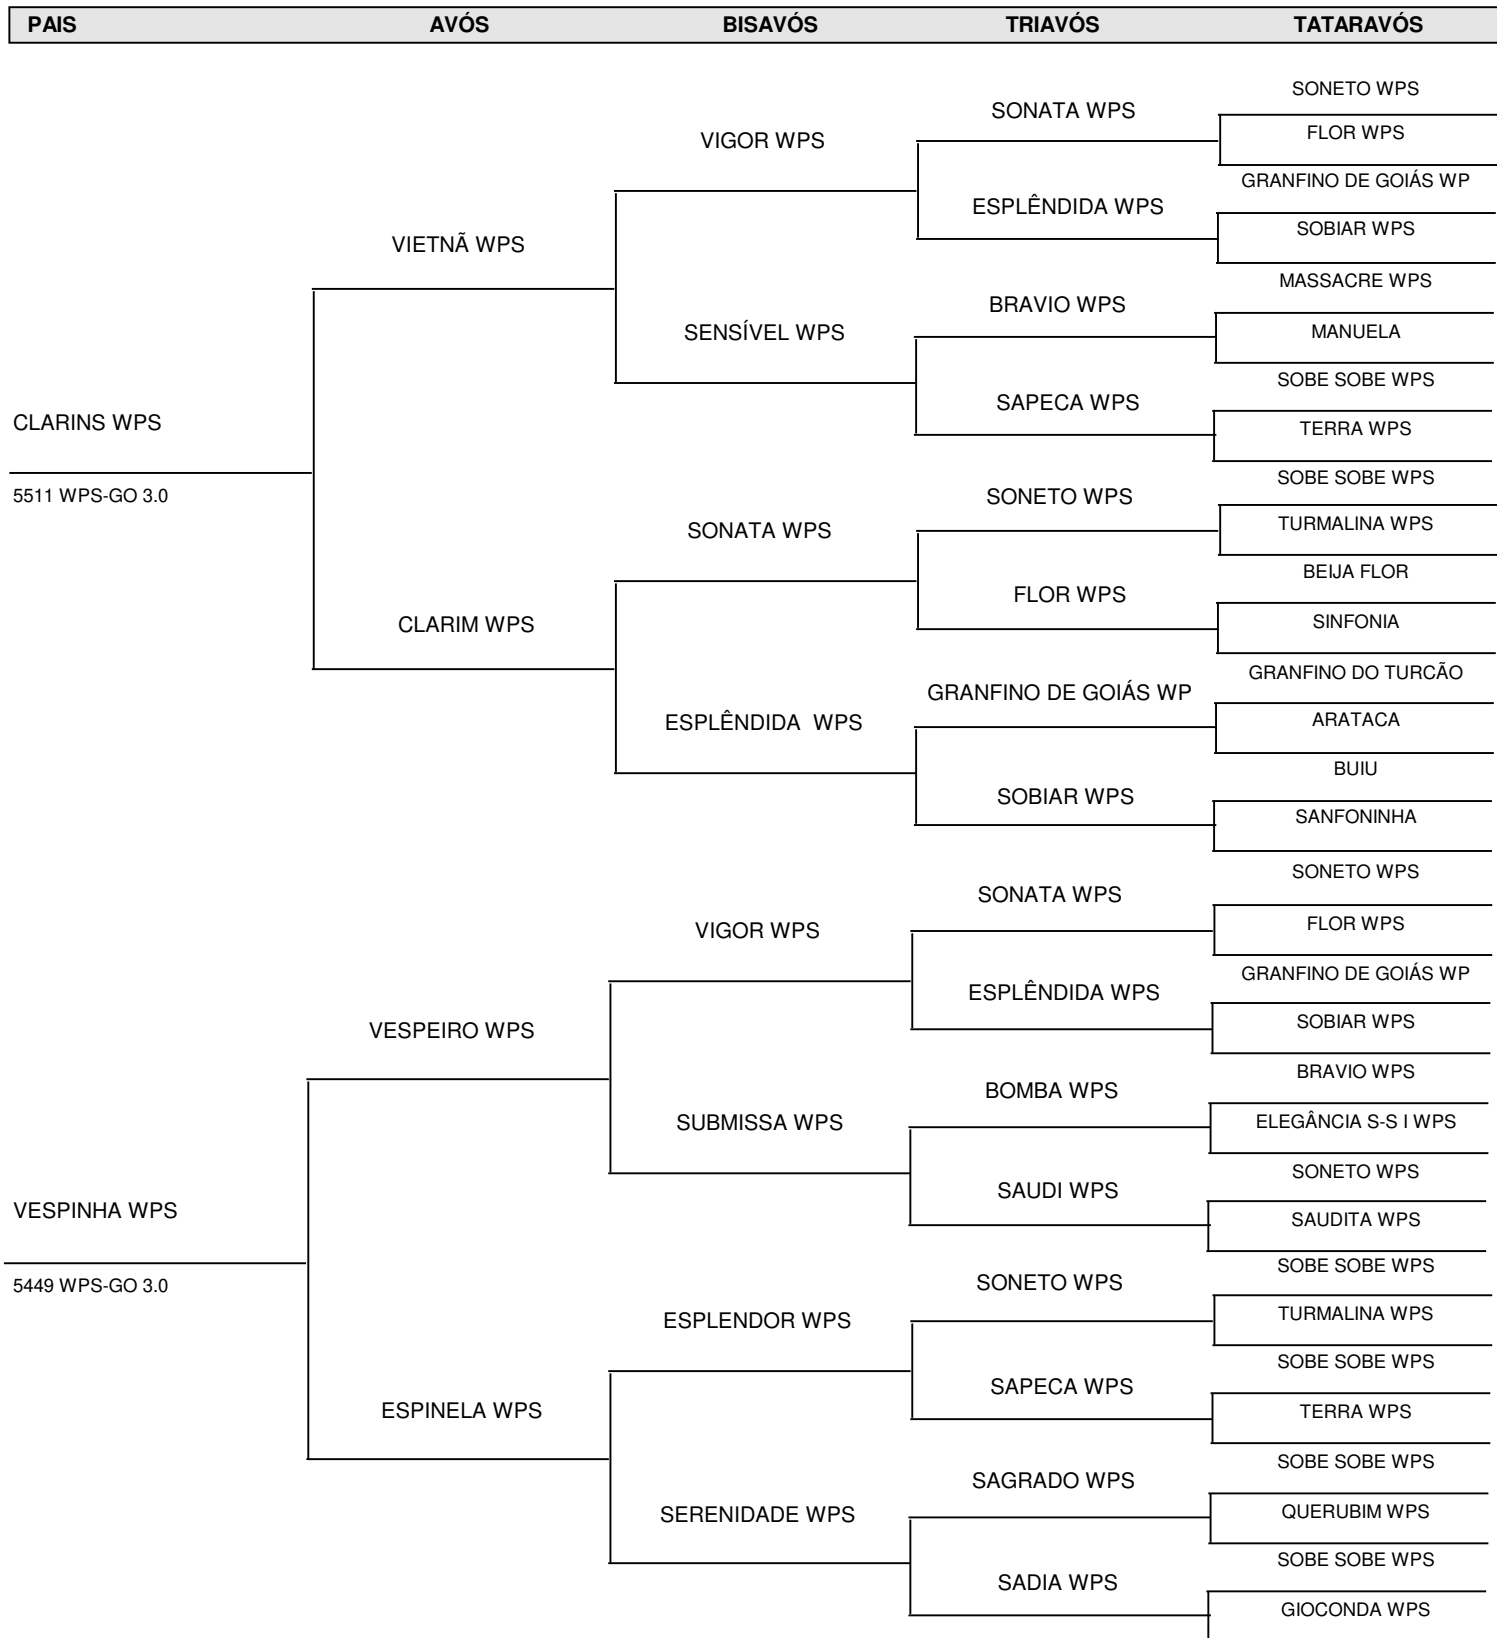 PAIS AVÓS BISAVÓS TRIAVÓS TATARAVÓS
SONETO WPS
SONATA WPS
FLOR WPS
VIGOR WPS
GRANFINO DE GOIÁS WP
ESPLÊNDIDA WPS
SOBIAR WPS
VIETNÃ WPS
MASSACRE WPS
BRAVIO WPS
MANUELA
SENSÍVEL WPS
SOBE SOBE WPS
SAPECA WPS
TERRA WPS
CLARINS WPS
5511 WPS-GO 3.0
SOBE SOBE WPS
SONETO WPS
TURMALINA WPS
SONATA WPS
BEIJA FLOR
FLOR WPS
SINFONIA
CLARIM WPS
GRANFINO DO TURCÃO
GRANFINO DE GOIÁS WP
ARATACA
ESPLÊNDIDA  WPS
BUIU
SOBIAR WPS
SANFONINHA
SONETO WPS
SONATA WPS
FLOR WPS
VIGOR WPS
GRANFINO DE GOIÁS WP
ESPLÊNDIDA WPS
SOBIAR WPS
VESPEIRO WPS
BRAVIO WPS
BOMBA WPS
ELEGÂNCIA S-S I WPS
SUBMISSA WPS
SONETO WPS
SAUDI WPS
SAUDITA WPS
VESPINHA WPS
5449 WPS-GO 3.0
SOBE SOBE WPS
SONETO WPS
TURMALINA WPS
ESPLENDOR WPS
SOBE SOBE WPS
SAPECA WPS
TERRA WPS
ESPINELA WPS
SOBE SOBE WPS
SAGRADO WPS
QUERUBIM WPS
SERENIDADE WPS
SOBE SOBE WPS
SADIA WPS
GIOCONDA WPS